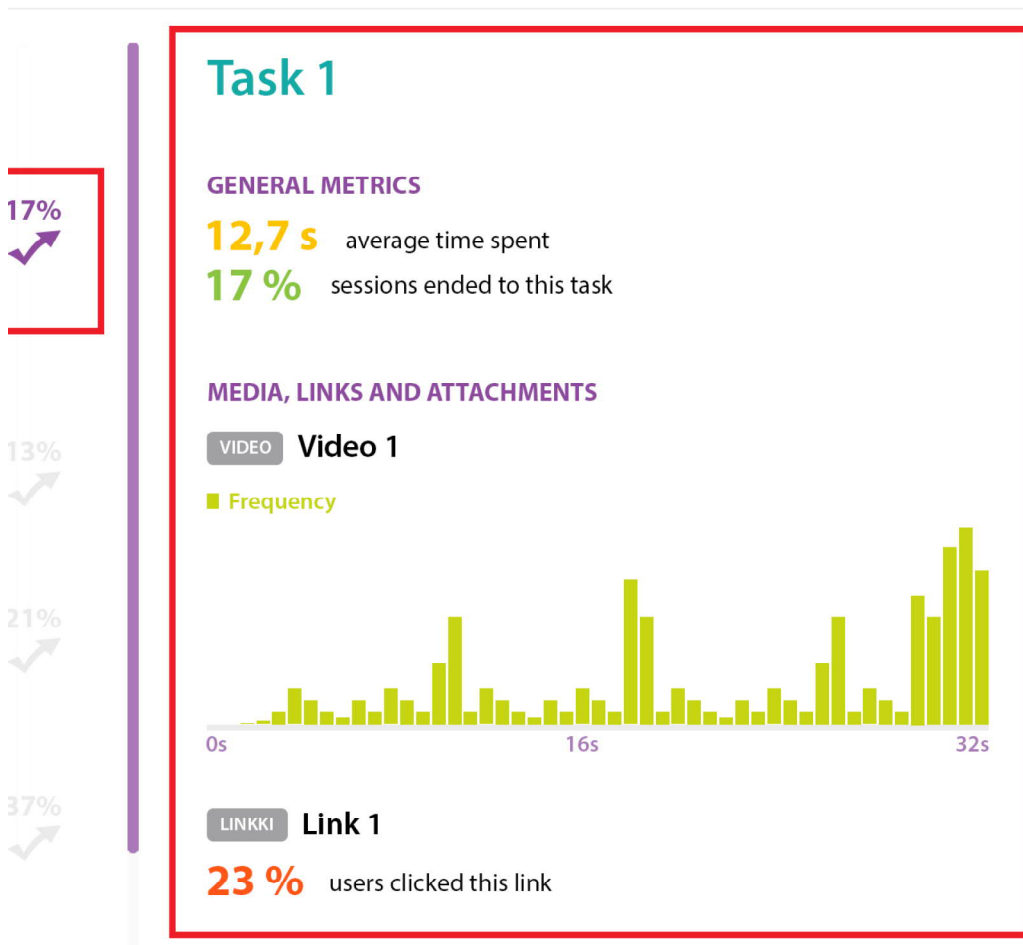 Task 1
GENERAL METRICS
17%
12,7 s average time spent
17 % sessions ended to this task
MEDIA, LINKS AND ATTACHMENTS
13%
VIDEO Video 1
Frequency
21%
0s 16s 32s
37%
LINKKI Link 1
23 % users clicked this link